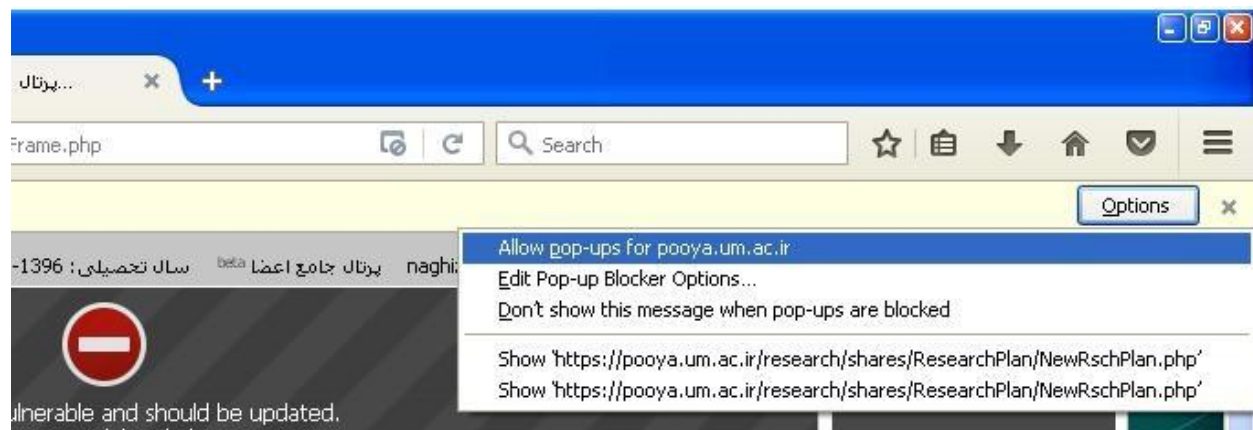 پرتال...
Frame.php
Search
Options
Allow pop-ups for pooya.um.ac.ir
Edit Pop-up Blocker Options...
Don't show this message when pop-ups are blocked
Show 'https://pooya.um.ac.ir/research/shares/ResearchPlan/NewRschPlan.php'
Show 'https://pooya.um.ac.ir/research/shares/ResearchPlan/NewRschPlan.php'
naghi پرتال جامع اعضا beta سال تحصیلی: 1396-
ulnerable and should be updated.